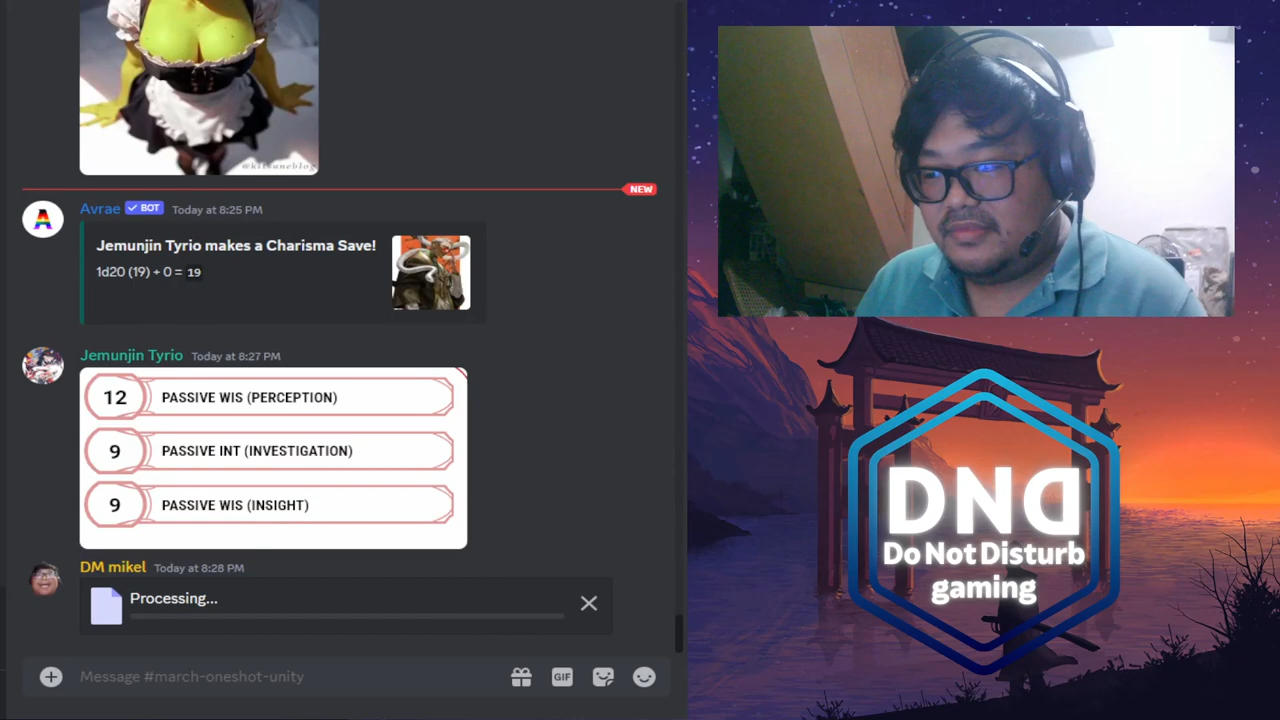 @kitsuneblog
NEW
Avrae ✓ BOT Today at 8:25 PM
Jemunjin Tyrio makes a Charisma Save!
1d20 (19) + 0 = 19
Jemunjin Tyrio Today at 8:27 PM
12 PASSIVE WIS (PERCEPTION)
9 PASSIVE INT (INVESTIGATION)
9 PASSIVE WIS (INSIGHT)
DM mikel Today at 8:28 PM
Processing...
Message #march-oneshot-unity
GIF
DND
Do Not Disturb
gaming